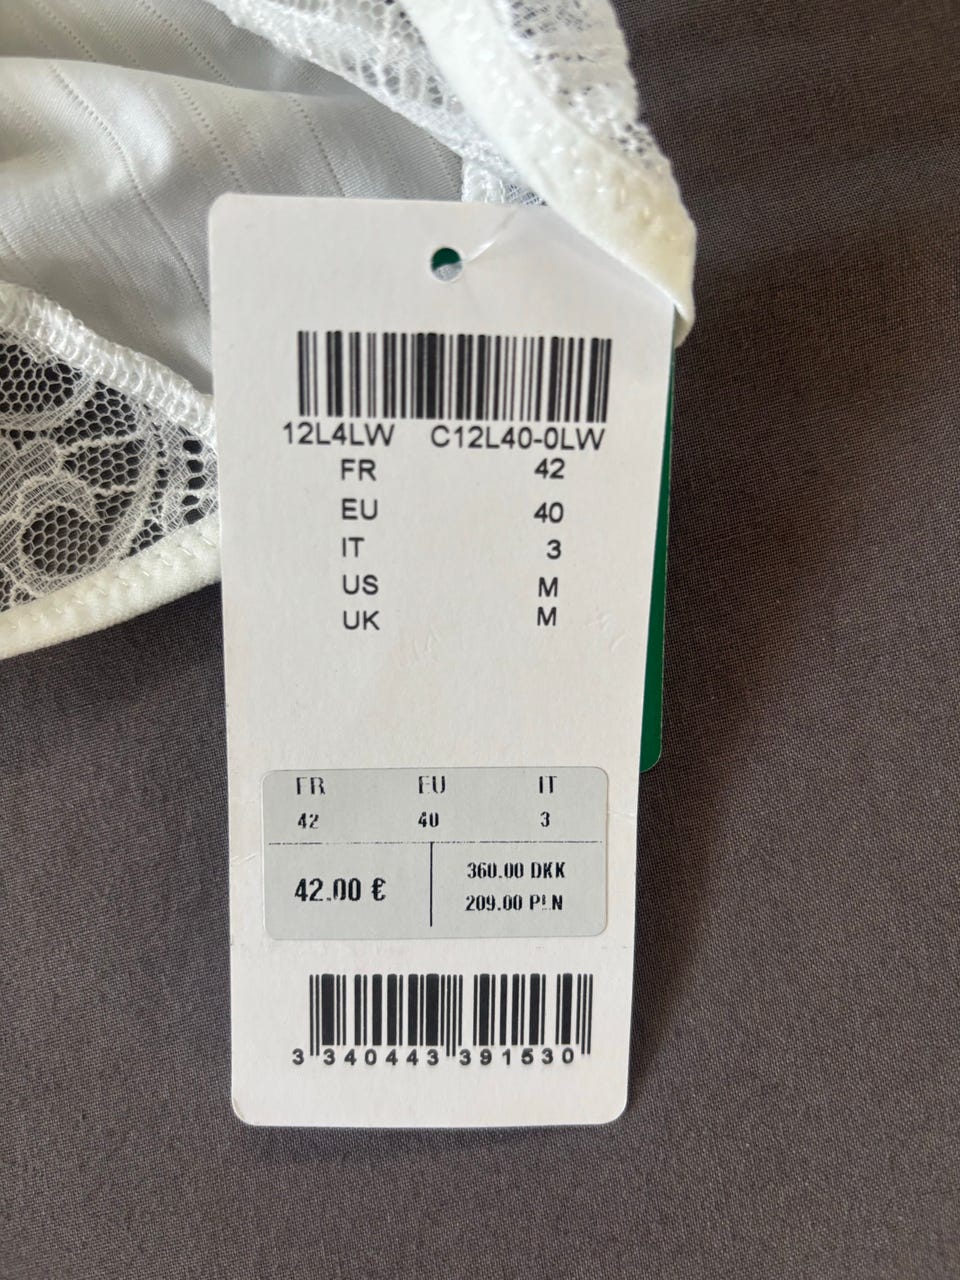 12L4LW C12L40-0LW
FR 42
EU 40
IT 3
US M
UK M
FR EU IT
42 40 3
42.00 €
360.00 DKK
209.00 PLN
3 340443 391530